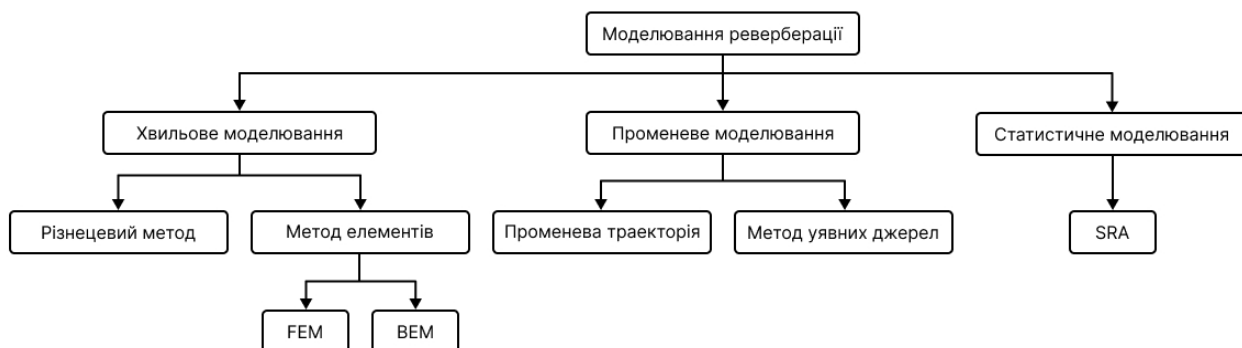 Моделювання реверберації
Хвильове моделювання
Променеве моделювання
Статистичне моделювання
Різнецевий метод
Метод елементів
Променева траекторія
Метод уявних джерел
SRA
FEM
BEM